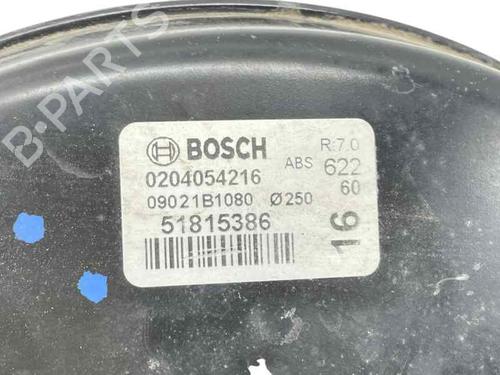 B-PARTS
BOSCH
R:7.0
ABS 622
0204054216
60
09021B1080 Ø250
51815386
16